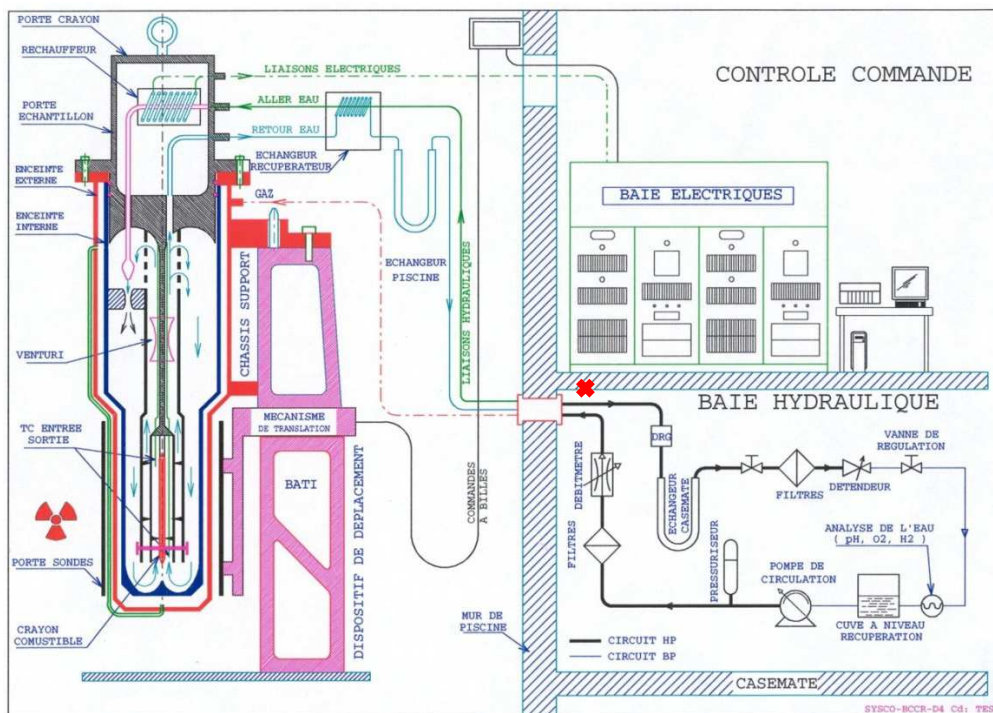 PORTE CRAYON
RECHAUFFEUR
PORTE
ECHANTILLON
ENCEINTE
EXTERNE
ENCEINTE
INTERNE
VENTURI
TC ENTREE
SORTIE
PORTE SONDES
CRAYON
COMUSTIBLE
LIAISONS ELECTRIQUES
ALLER EAU
RETOUR EAU
ECHANGEUR
RECUPERATEUR
GAZ
ECHANGEUR
PISCINE
LIAISONS HYDRAULIQUES
CHASSIS SUPPORT
MECANISME
DE TRANSLATION
BATI
DISPOSITIF DE DEPLACEMENT
COMMANDES
A BILLES
MUR DE
PISCINE
CONTROLE COMMANDE
BAIE ELECTRIQUES
BAIE HYDRAULIQUE
DRG
DEBITMETRE
FILTRES
ECHANGEUR
CASEMATE
FILTRES
DETENDEUR
VANNE DE
REGULATION
ANALYSE DE L'EAU
( pH, O2, H2 )
PRESSURISEUR
POMPE DE
CIRCULATION
CUVE A NIVEAU
RECUPERATION
CIRCUIT HP
CIRCUIT BP
CASEMATE
SYSCO-BCCR-D4 Cd: TES